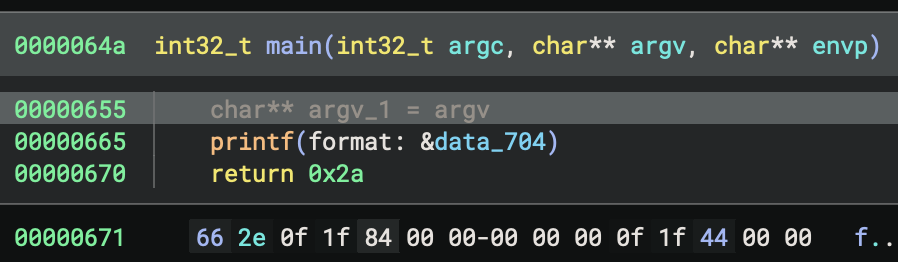 0000064a int32_t main(int32_t argc, char** argv, char** envp)
00000655 char** argv_1 = argv
00000665 printf(format: &data_704)
00000670 return 0x2a
00000671 66 2e 0f 1f 84 00 00-00 00 00 0f 1f 44 00 00 f..